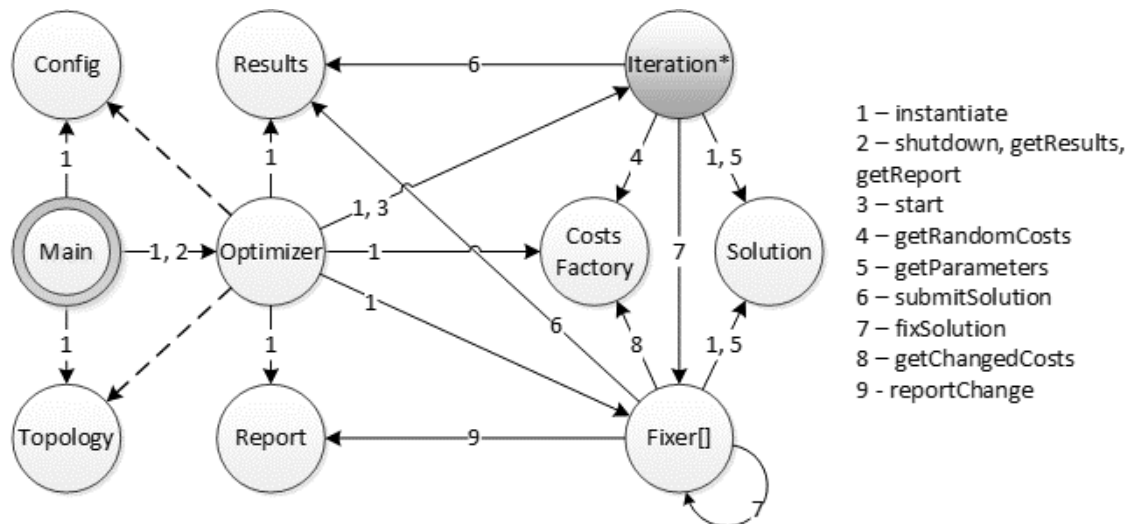 Config
Results
6
Iteration*
1
1
4
1, 5
1, 3
Main
1, 2
Optimizer
1
Costs
Factory
7
Solution
1
1
1
6
8
1, 5
Topology
Report
9
Fixer[]
7
1 – instantiate
2 – shutdown, getResults,
getReport
3 – start
4 – getRandomCosts
5 – getParameters
6 – submitSolution
7 – fixSolution
8 – getChangedCosts
9 - reportChange